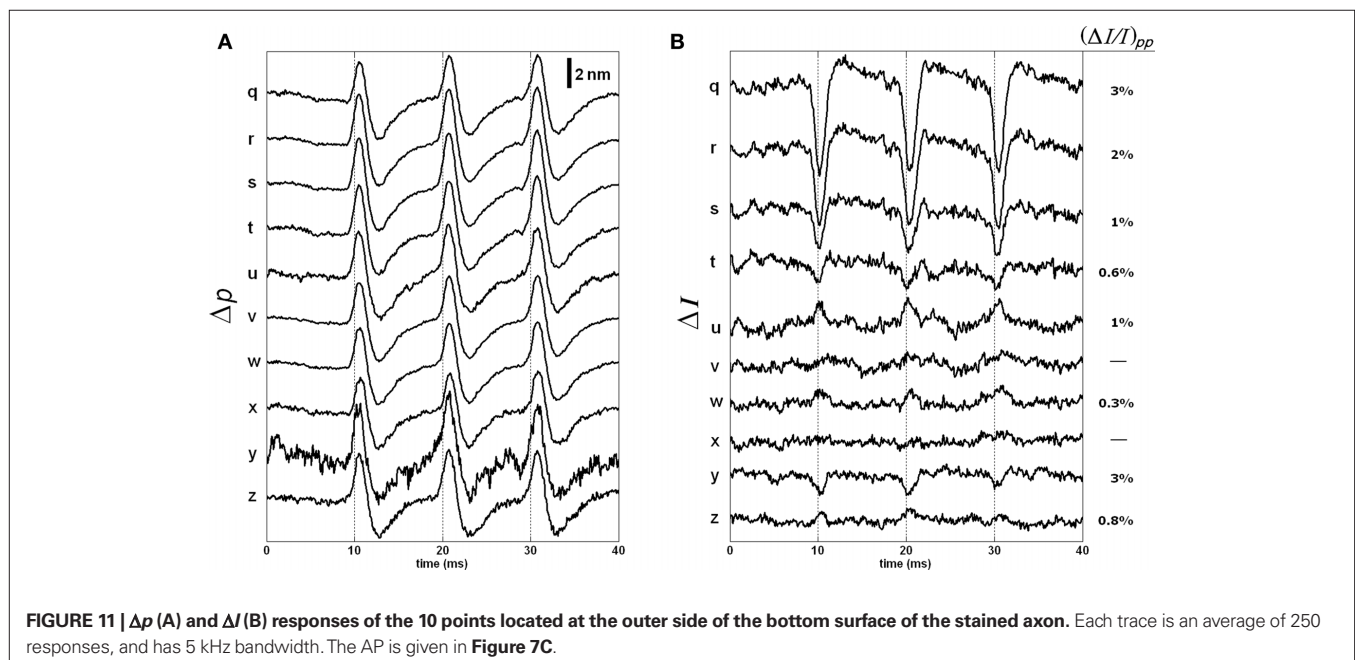 A
2 nm
q
r
s
t
u
v
w
x
y
z
Δp
0 10 20 30 40
time (ms)
B
(ΔI/I)pp
q 3%
r 2%
s 1%
t 0.6%
u 1%
v —
w 0.3%
x —
y 3%
z 0.8%
ΔI
0 10 20 30 40
time (ms)
FIGURE 11 | Δp (A) and ΔI (B) responses of the 10 points located at the outer side of the bottom surface of the stained axon. Each trace is an average of 250
responses, and has 5 kHz bandwidth. The AP is given in Figure 7C.